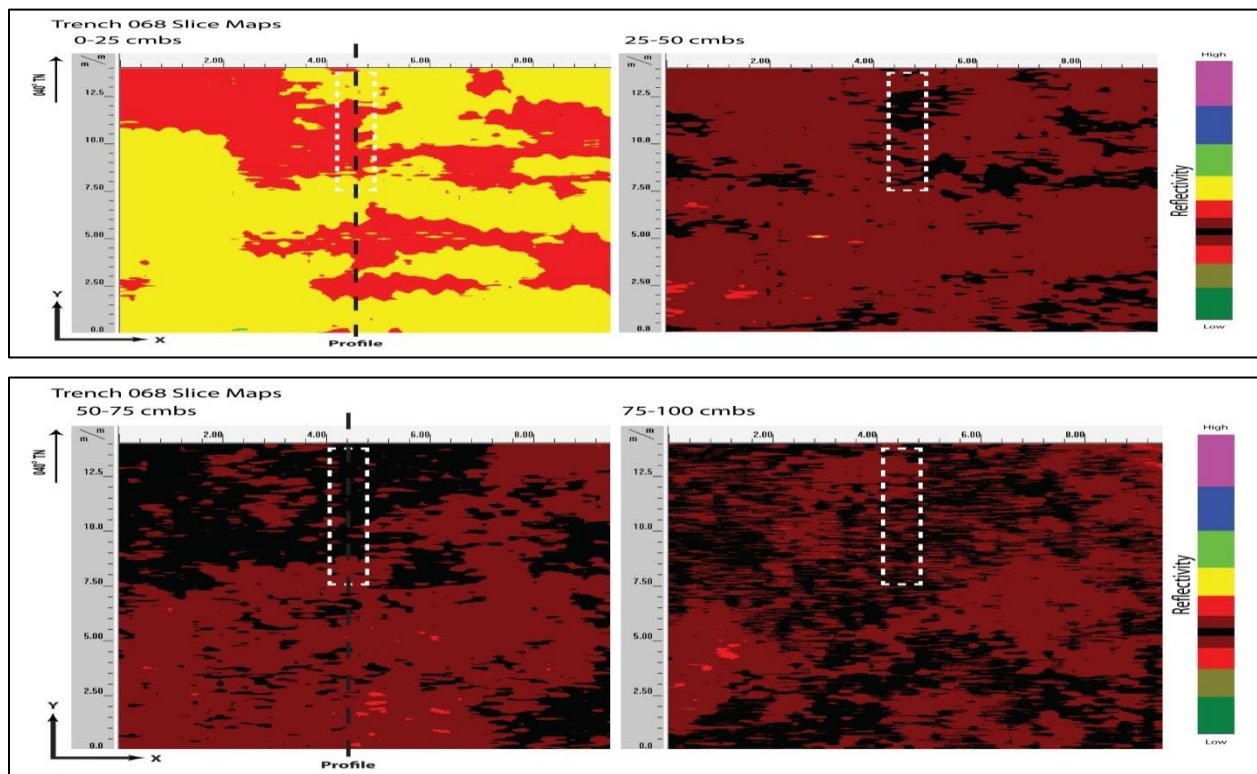 Trench 068 Slice Maps
0-25 cmbs
25-50 cmbs
040° TN
m
m
2.00
4.00
6.00
8.00
12.5
10.0
7.50
5.00
2.50
0.0
Y
X
Profile
m
m
2.00
4.00
6.00
8.00
12.5
10.0
7.50
5.00
2.50
0.0
High
Reflectivity
Low
Trench 068 Slice Maps
50-75 cmbs
75-100 cmbs
040° TN
m
m
2.00
4.00
6.00
8.00
12.5
10.0
7.50
5.00
2.50
0.0
Y
X
Profile
m
m
2.00
4.00
6.00
8.00
12.5
10.0
7.50
5.00
2.50
0.0
High
Reflectivity
Low